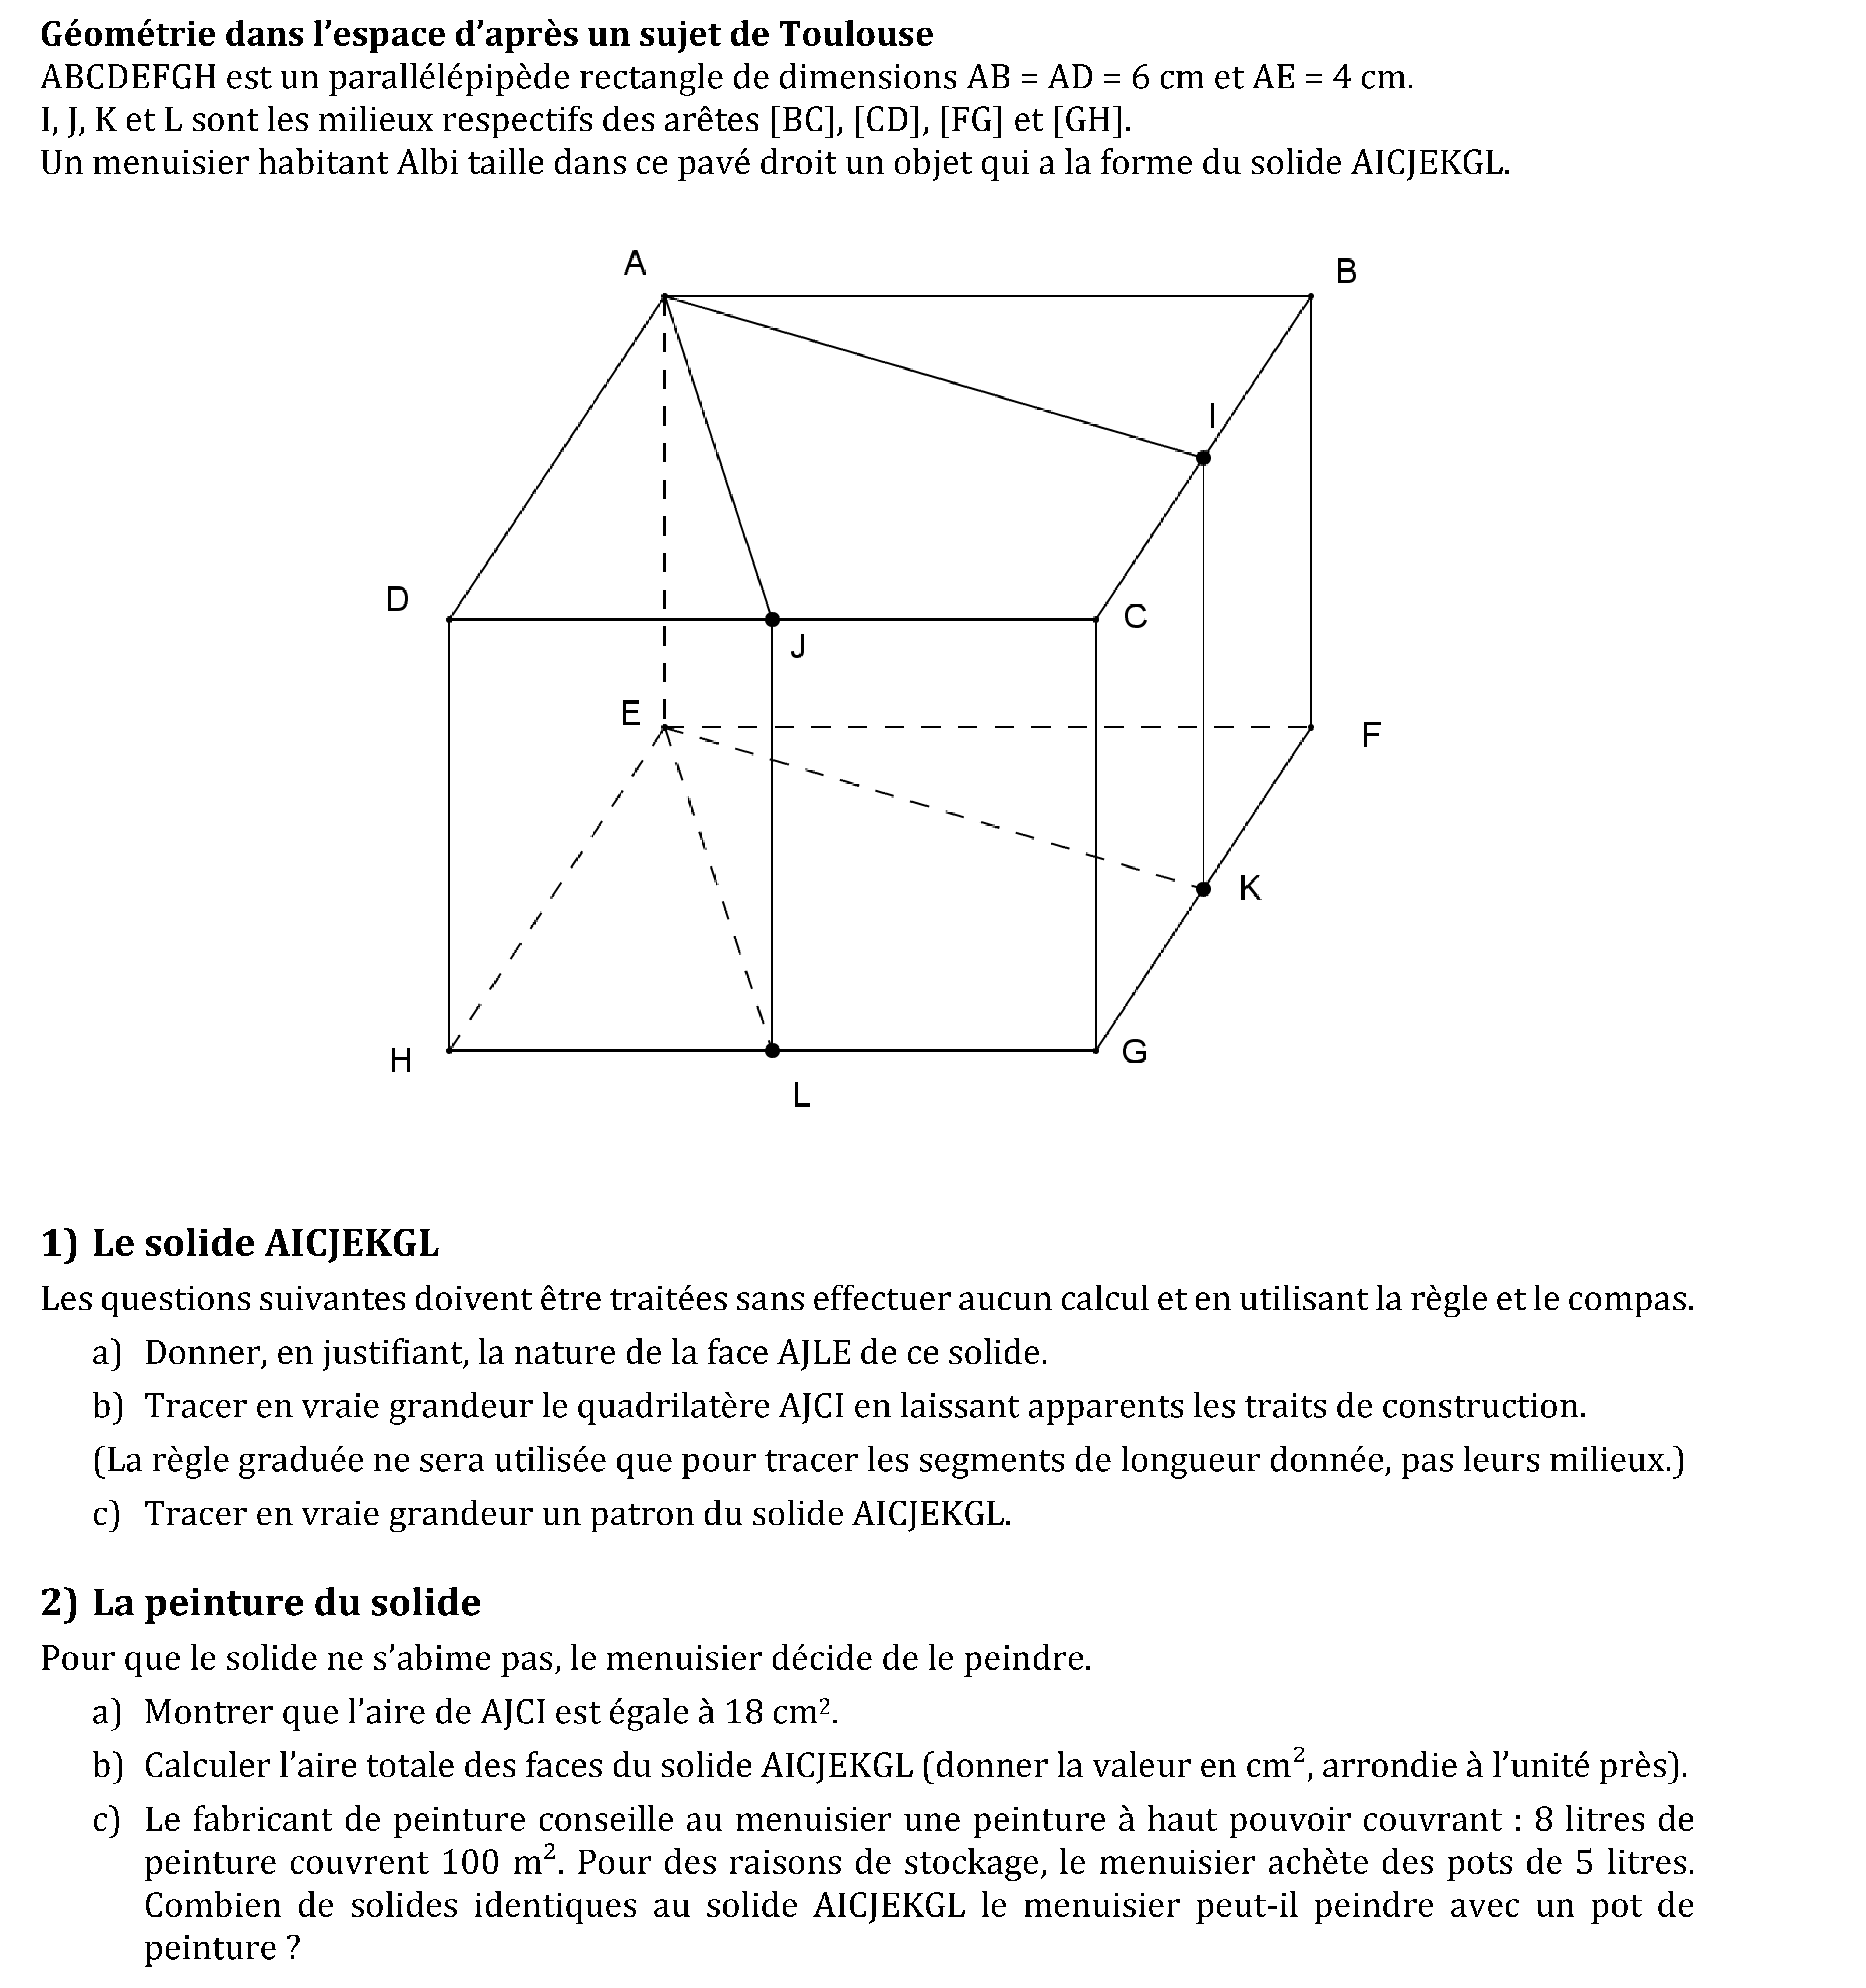 Géométrie dans l’espace d’après un sujet de Toulouse
ABCDEFGH est un parallélépipède rectangle de dimensions AB = AD = 6 cm et AE = 4 cm.
I, J, K et L sont les milieux respectifs des arêtes [BC], [CD], [FG] et [GH].
Un menuisier habitant Albi taille dans ce pavé droit un objet qui a la forme du solide AICJEKGL.
A
B
I
D
C
J
E
F
K
H
G
L
1) Le solide AICJEKGL
Les questions suivantes doivent être traitées sans effectuer aucun calcul et en utilisant la règle et le compas.
a) Donner, en justifiant, la nature de la face AJLE de ce solide.
b) Tracer en vraie grandeur le quadrilatère AJCI en laissant apparents les traits de construction.
(La règle graduée ne sera utilisée que pour tracer les segments de longueur donnée, pas leurs milieux.)
c) Tracer en vraie grandeur un patron du solide AICJEKGL.
2) La peinture du solide
Pour que le solide ne s’abime pas, le menuisier décide de le peindre.
a) Montrer que l’aire de AJCI est égale à 18 cm².
b) Calculer l’aire totale des faces du solide AICJEKGL (donner la valeur en cm², arrondie à l’unité près).
c) Le fabricant de peinture conseille au menuisier une peinture à haut pouvoir couvrant : 8 litres de
peinture couvrent 100 m². Pour des raisons de stockage, le menuisier achète des pots de 5 litres.
Combien de solides identiques au solide AICJEKGL le menuisier peut-il peindre avec un pot de
peinture ?